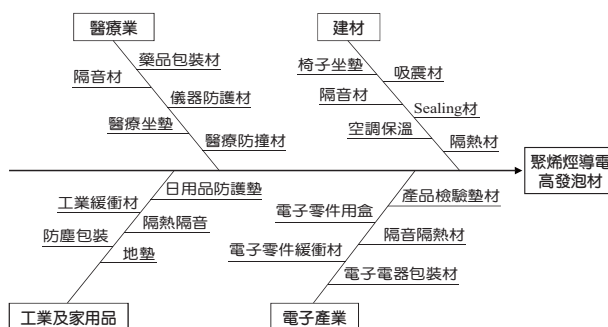 醫療業
建材
藥品包裝材
隔音材
儀器防護材
醫療坐墊
醫療防撞材
椅子坐墊
吸震材
隔音材
Sealing材
空調保溫
隔熱材
聚烯烴導電
高發泡材
日用品防護墊
工業緩衝材
隔熱隔音
防塵包裝
地墊
產品檢驗墊材
電子零件用盒
隔音隔熱材
電子零件緩衝材
電子電器包裝材
工業及家用品
電子產業